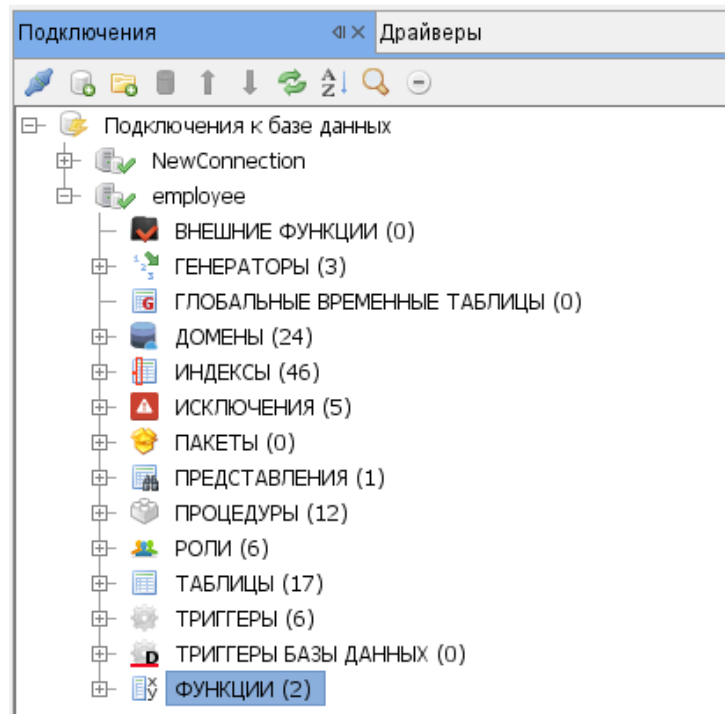 Подключения
Драйверы
Подключения к базе данных
NewConnection
employee
ВНЕШНИЕ ФУНКЦИИ (0)
ГЕНЕРАТОРЫ (3)
ГЛОБАЛЬНЫЕ ВРЕМЕННЫЕ ТАБЛИЦЫ (0)
ДОМЕНЫ (24)
ИНДЕКСЫ (46)
ИСКЛЮЧЕНИЯ (5)
ПАКЕТЫ (0)
ПРЕДСТАВЛЕНИЯ (1)
ПРОЦЕДУРЫ (12)
РОЛИ (6)
ТАБЛИЦЫ (17)
ТРИГГЕРЫ (6)
ТРИГГЕРЫ БАЗЫ ДАННЫХ (0)
ФУНКЦИИ (2)